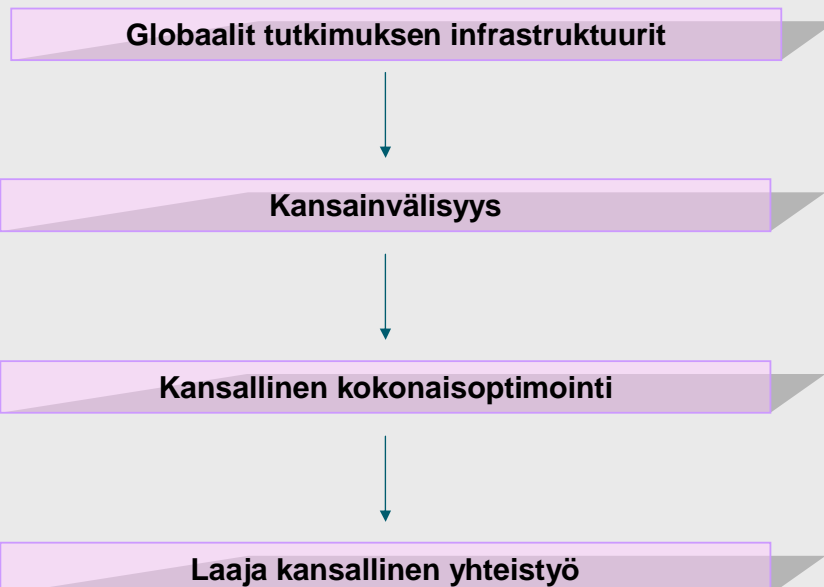 Globaalit tutkimuksen infrastruktuurit
Kansainvälisyys
Kansallinen kokonaisoptimointi
Laaja kansallinen yhteistyö